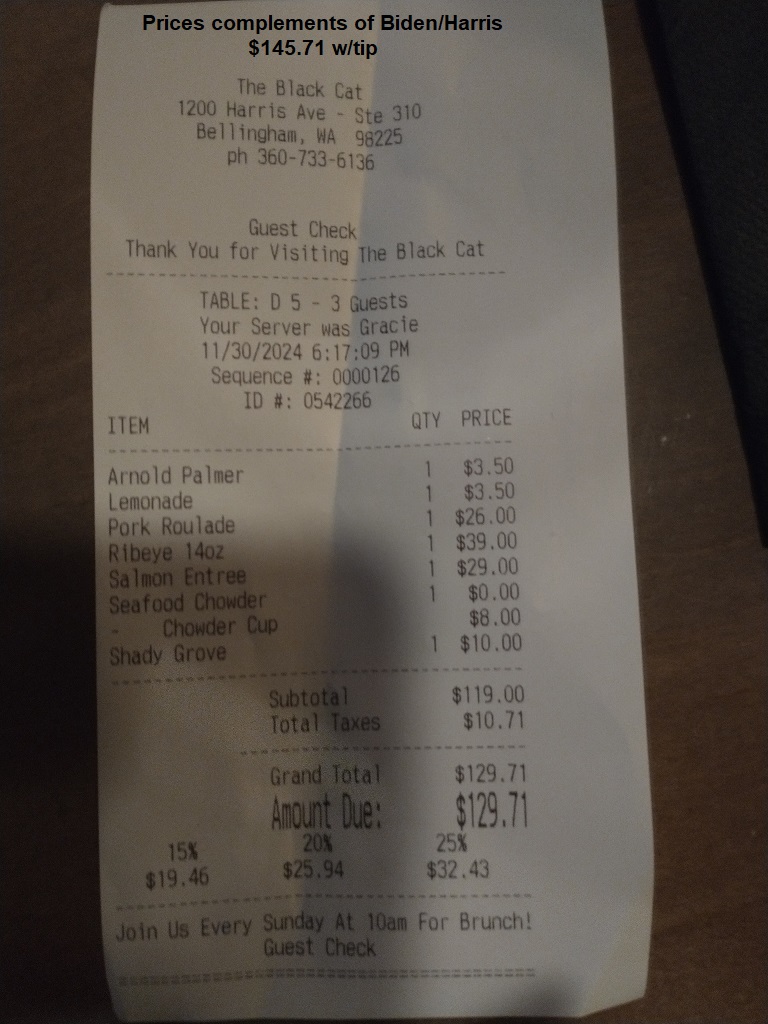 Prices complements of Biden/Harris
$145.71 w/tip
The Black Cat
1200 Harris Ave - Ste 310
Bellingham, WA 98225
ph 360-733-6136
Guest Check
Thank You for Visiting The Black Cat
TABLE: D 5 - 3 Guests
Your Server was Gracie
11/30/2024 6:17:09 PM
Sequence #: 0000126
ID #: 0542266
ITEM QTY PRICE
Arnold Palmer 1 $3.50
Lemonade 1 $3.50
Pork Roulade 1 $26.00
Ribeye 14oz 1 $39.00
Salmon Entree 1 $29.00
Seafood Chowder 1 $0.00
- Chowder Cup $8.00
Shady Grove 1 $10.00
Subtotal $119.00
Total Taxes $10.71
Grand Total $129.71
Amount Due: $129.71
15% 20% 25%
$19.46 $25.94 $32.43
Join Us Every Sunday At 10am For Brunch!
Guest Check